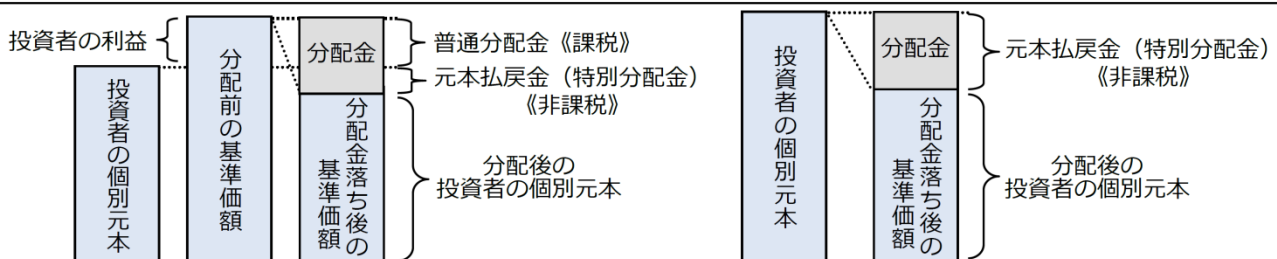 投資者の利益
投資者の個別元本
分配前の基準価額
分配金
分配金落ち後の
基準価額
普通分配金《課税》
元本払戻金（特別分配金）
《非課税》
分配後の
投資者の個別元本
投資者の個別元本
分配金
分配金落ち後の
基準価額
元本払戻金（特別分配金）
《非課税》
分配後の
投資者の個別元本